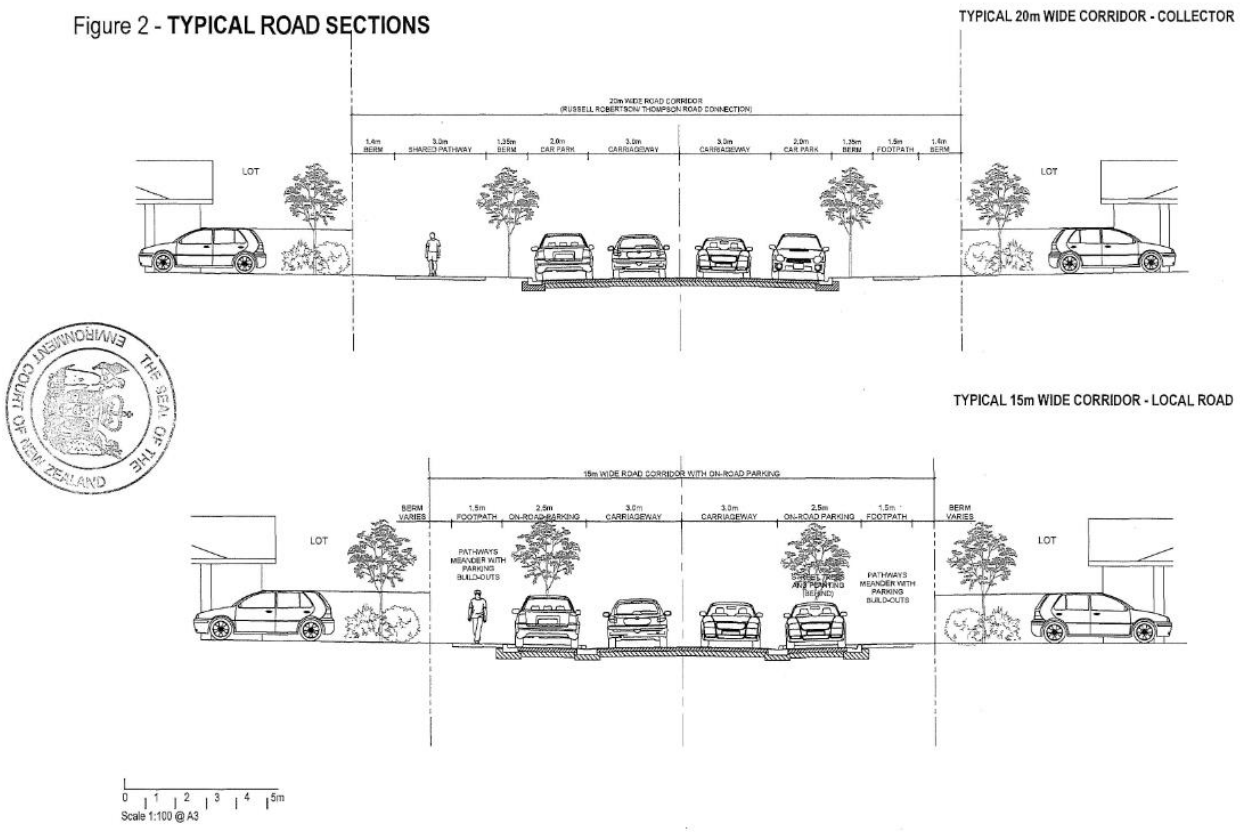 Figure 2 - TYPICAL ROAD SECTIONS
TYPICAL 20m WIDE CORRIDOR - COLLECTOR
20m WIDE ROAD CORRIDOR
(RUSSELL ROBERTSON/ THOMPSON ROAD CONNECTION)
1.4m 3.0m 1.35m 2.0m 3.0m 3.0m 2.0m 1.35m 1.5m 1.4m
BERM SHARED PATHWAY BERM CAR PARK CARRIAGEWAY CARRIAGEWAY CAR PARK BERM FOOTPATH BERM
LOT LOT
THE SEAL OF THE
ENVIRONMENT COURT OF NEW ZEALAND
TYPICAL 15m WIDE CORRIDOR - LOCAL ROAD
15m WIDE ROAD CORRIDOR WITH ON-ROAD PARKING
BERM 1.5m 2.5m 3.0m 3.0m 2.5m 1.5m BERM
VARIES FOOTPATH ON-ROAD PARKING CARRIAGEWAY CARRIAGEWAY ON-ROAD PARKING FOOTPATH VARIES
LOT LOT
PATHWAYS
MEANDER WITH
PARKING
BUILD-OUTS
STREET TREES
AND PLANTING
(BEHIND)
PATHWAYS
MEANDER WITH
PARKING
BUILD-OUTS
0 1 2 3 4 5m
Scale 1:100 @ A3